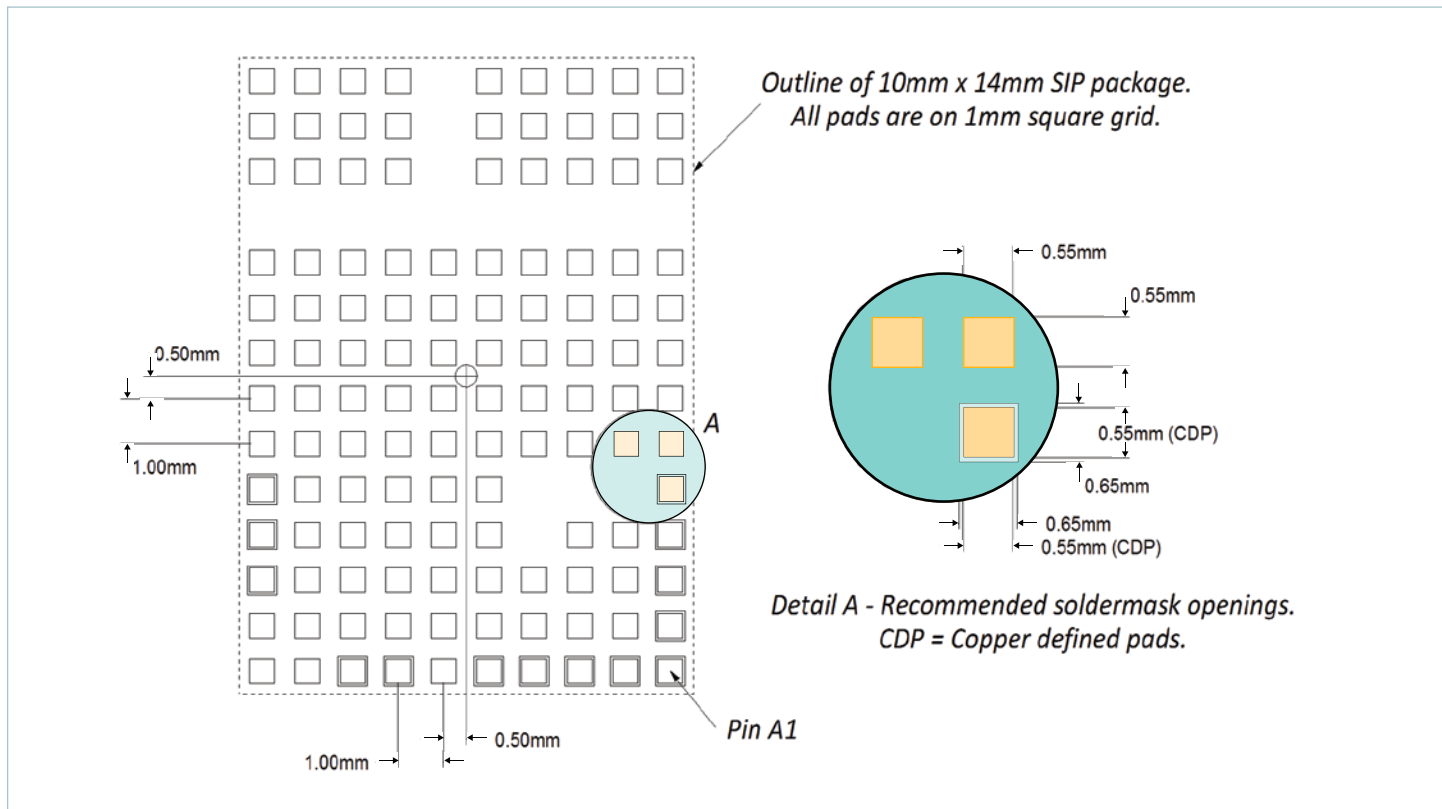 Outline of 10mm x 14mm SIP package.
All pads are on 1mm square grid.
0.55mm
0.55mm
0.50mm
A
0.55mm (CDP)
1.00mm
0.65mm
0.65mm
0.55mm (CDP)
Detail A - Recommended soldermask openings.
CDP = Copper defined pads.
Pin A1
0.50mm
1.00mm